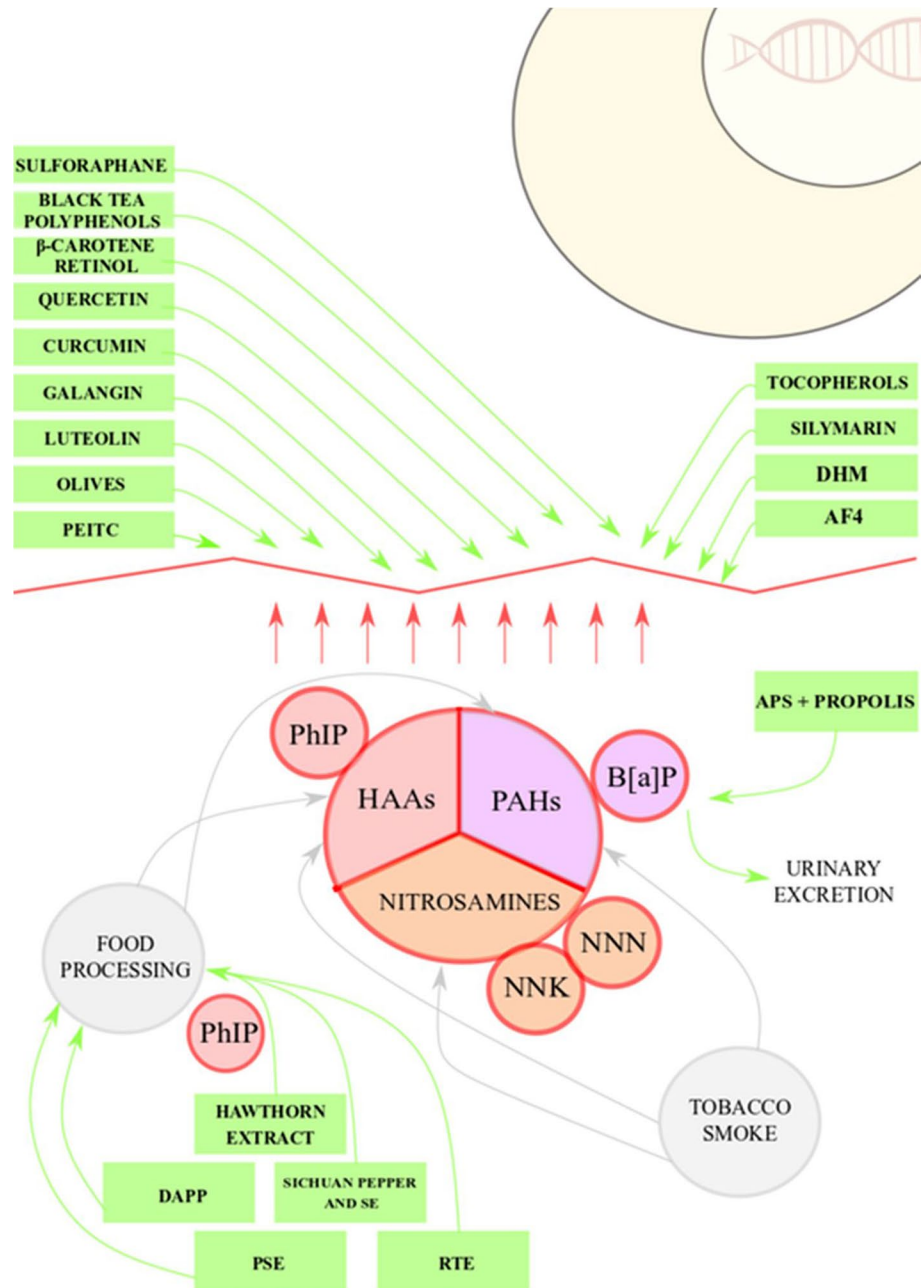 SULFORAPHANE
BLACK TEA
POLYPHENOLS
β-CAROTENE
RETINOL
QUERCETIN
CURCUMIN
GALANGIN
LUTEOLIN
OLIVES
PEITC
TOCOPHEROLS
SILYMARIN
DHM
AF4
APS + PROPOLIS
PhIP
HAAs
PAHs
B[a]P
NITROSAMINES
NNN
NNK
URINARY
EXCRETION
FOOD
PROCESSING
PhIP
TOBACCO
SMOKE
HAWTHORN
EXTRACT
DAPP
SICHUAN PEPPER
AND SE
PSE
RTE